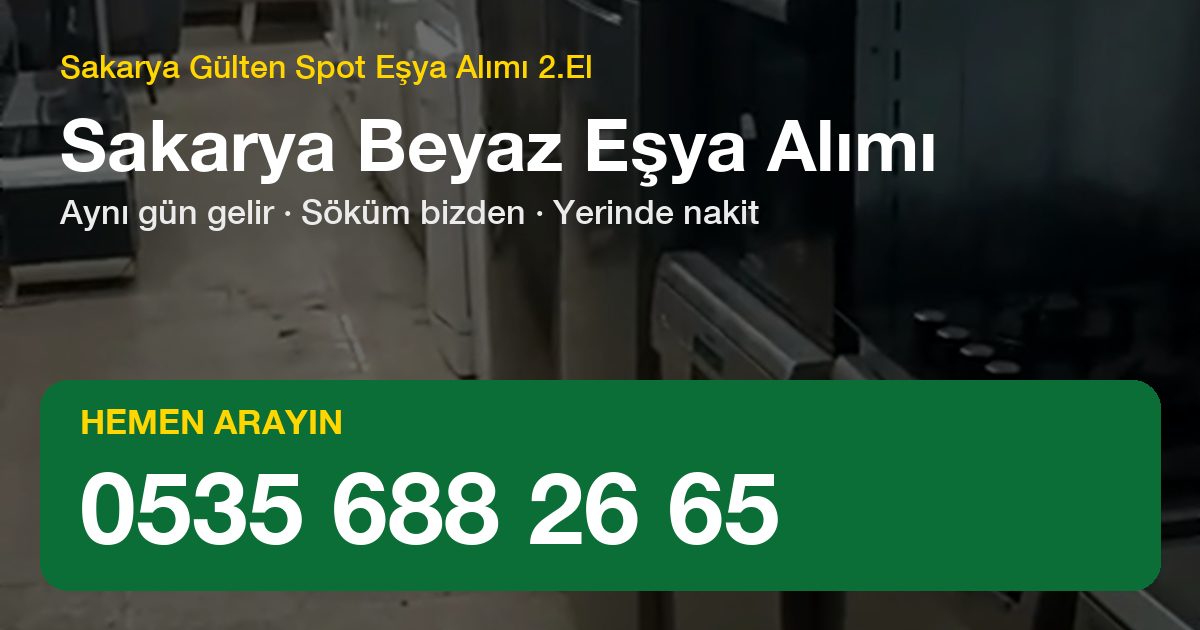 Sakarya Gülten Spot Eşya Alımı 2.El
Sakarya Beyaz Eşya Alımı
Aynı gün gelir · Söküm bizden · Yerinde nakit
HEMEN ARAYIN
0535 688 26 65